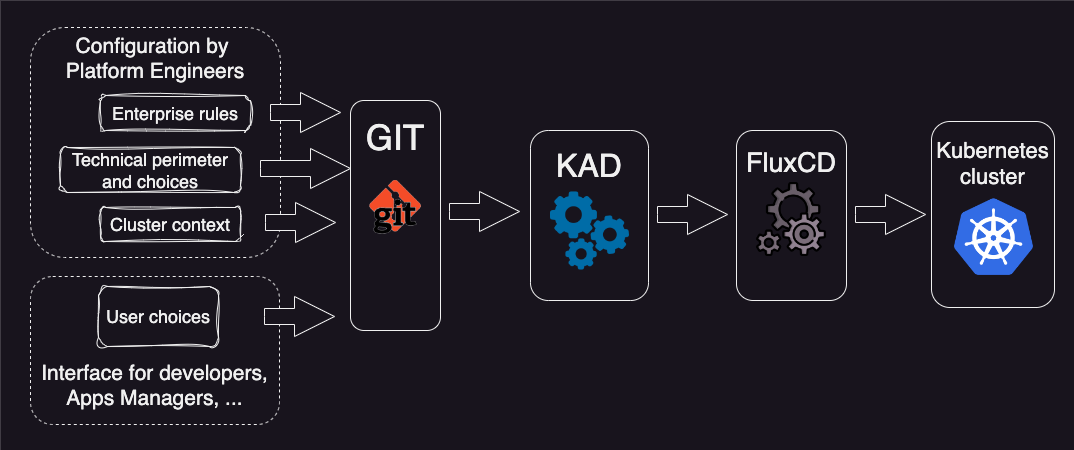 Configuration by
Platform Engineers
Enterprise rules
Technical perimeter
and choices
Cluster context
User choices
Interface for developers,
Apps Managers, ...
GIT
git
KAD
FluxCD
Kubernetes
cluster